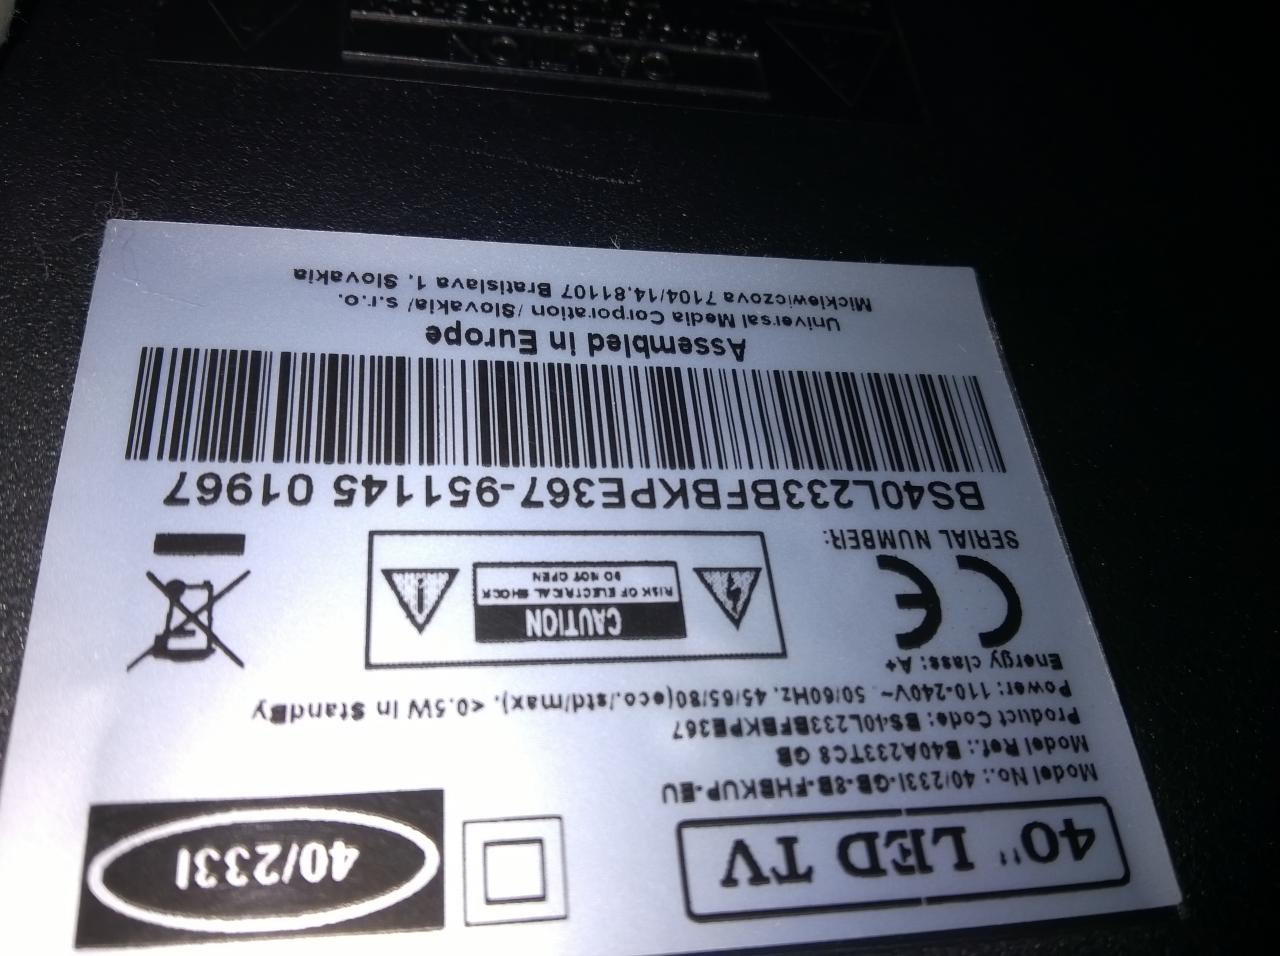 40" LED TV
40/233I
Model No.: 40/233I-GB-8B-FHBKUP-EU
Model Ref.: B40A233TC8 GB
Product Code: BS40L233BFBKPE367
Power: 110-240V~ 50/60Hz. 45/65/80(eco./std/max). <0.5W in StandBy
Energy class: A+
CAUTION
RISK OF ELECTRICAL SHOCK
DO NOT OPEN
SERIAL NUMBER:
BS40L233BFBKPE367-951145 01967
Assembled in Europe
Universal Media Corporation /Slovakia/ s.r.o.
Mickiewiczova 7104/14,81107 Bratislava 1, Slovakia
CAUTION